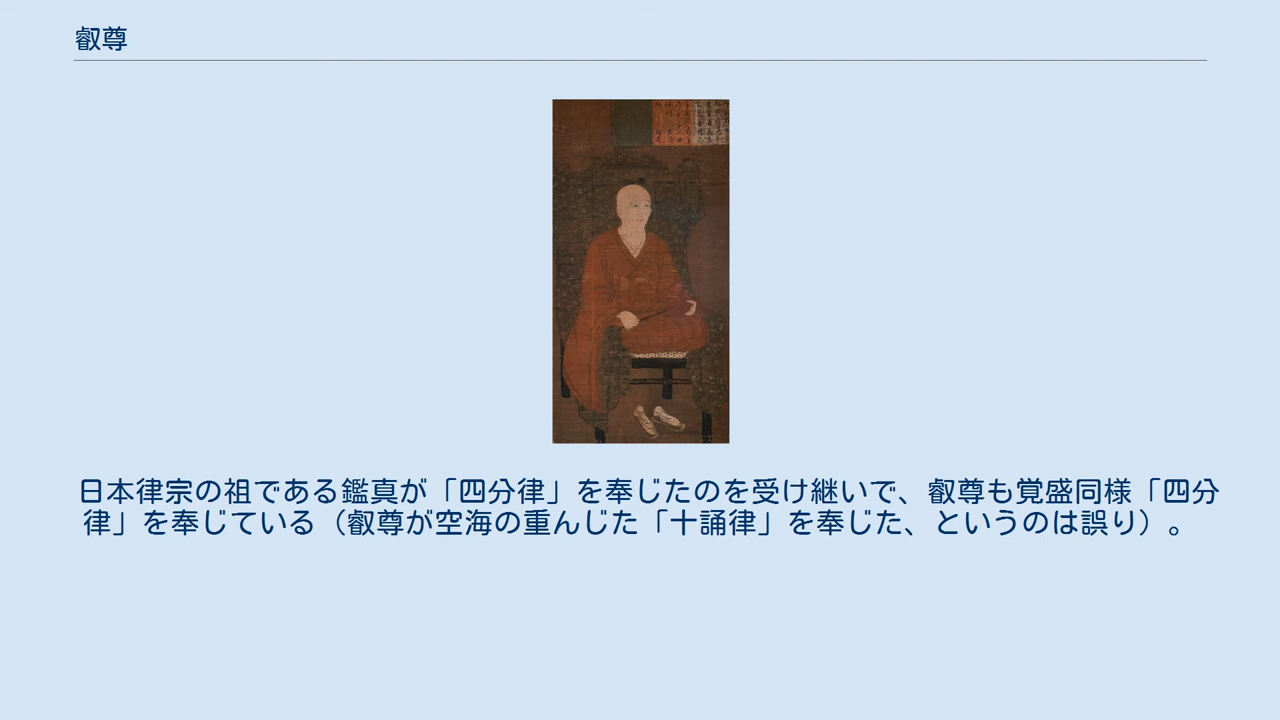 叡尊
日本律宗の祖である鑑真が「四分律」を奉じたのを受け継いで、叡尊も覚盛同様「四分
律」を奉じている（叡尊が空海の重んじた「十誦律」を奉じた、というのは誤り）。